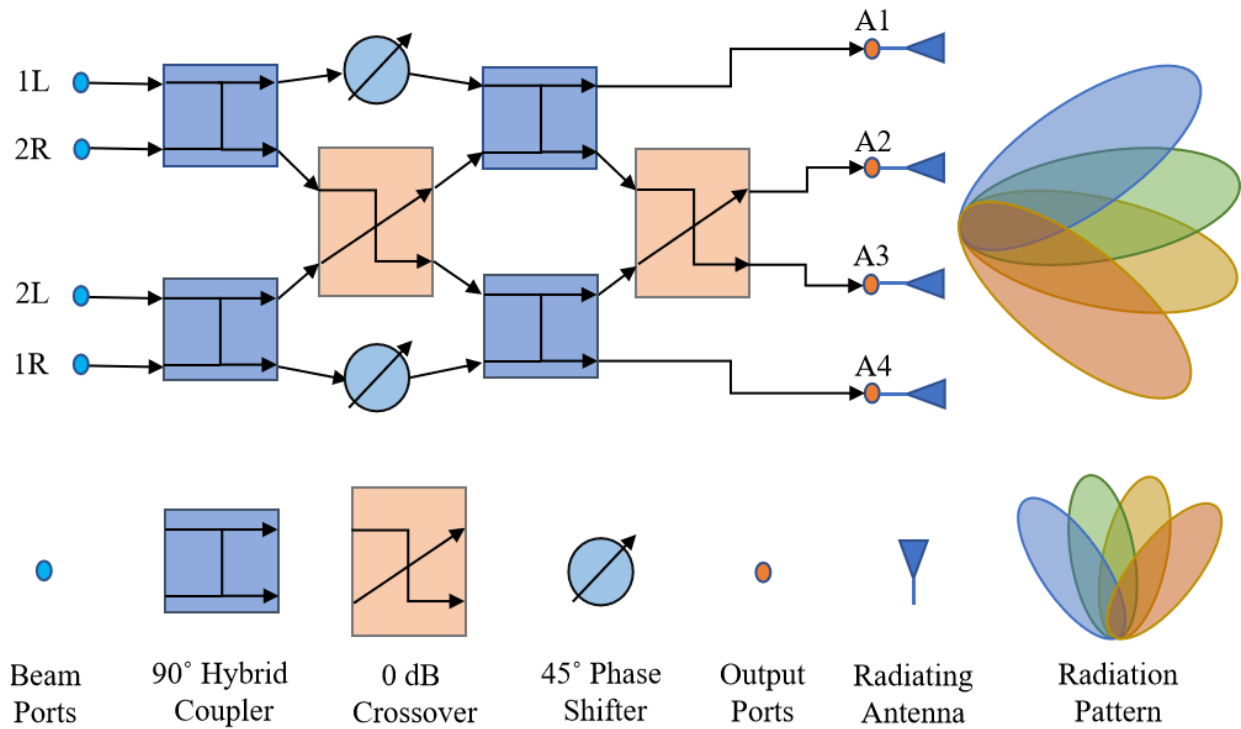 A1
1L
2R
A2
A3
2L
1R
A4
Beam
Ports
90° Hybrid
Coupler
0 dB
Crossover
45° Phase
Shifter
Output
Ports
Radiating
Antenna
Radiation
Pattern